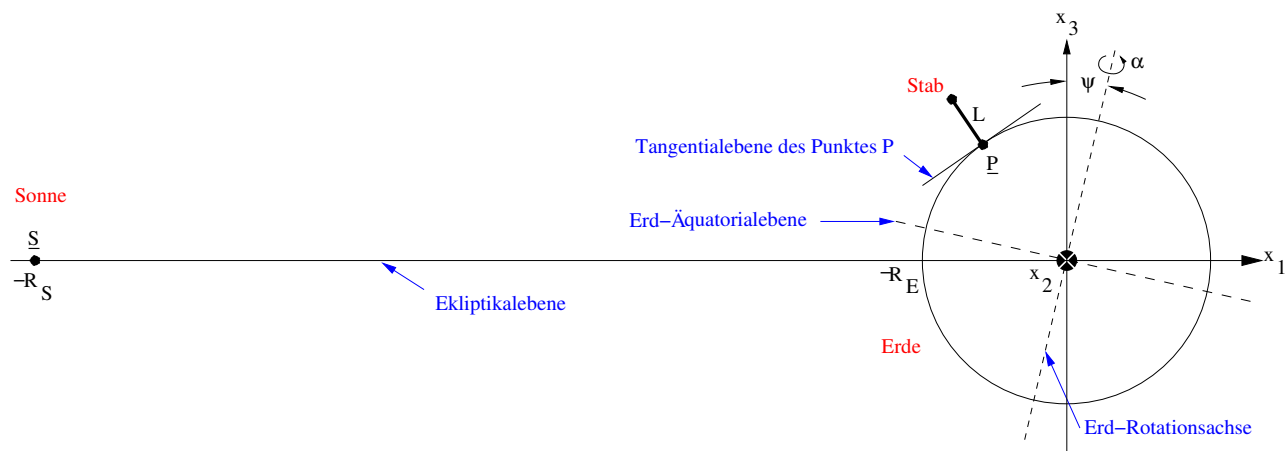 x3
α
ψ
Stab
L
Tangentialebene des Punktes P
P
Sonne
Erd–Äquatorialebene
S
–R S
–R E
x2
x1
Ekliptikalebene
Erde
Erd–Rotationsachse